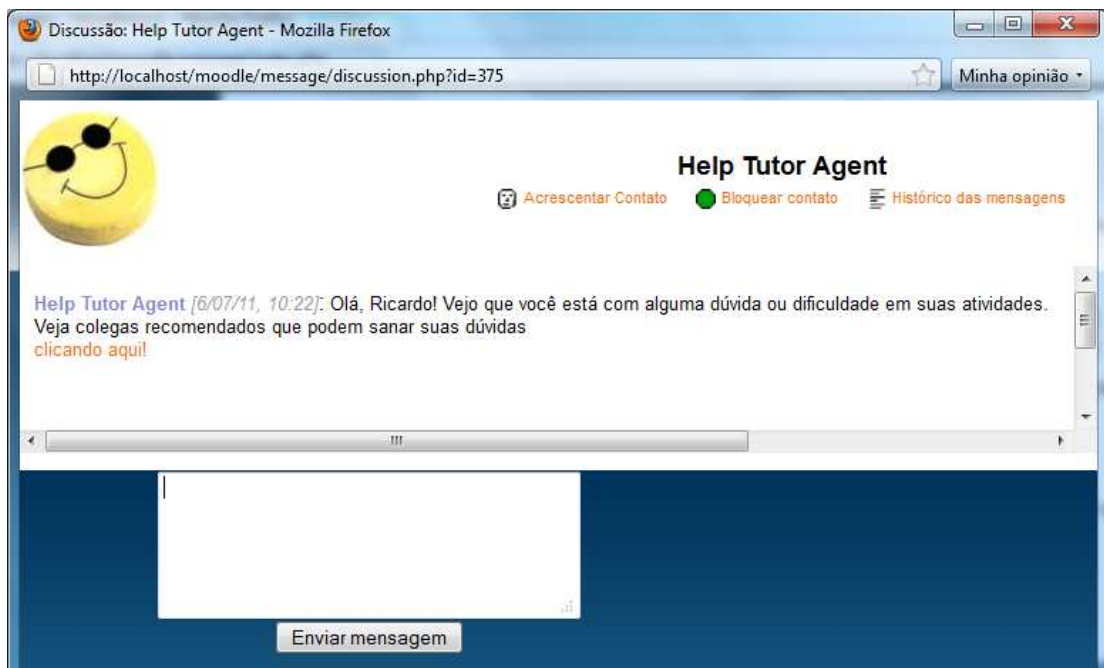 Discussão: Help Tutor Agent - Mozilla Firefox
http://localhost/moodle/message/discussion.php?id=375
Minha opinião
Help Tutor Agent
Acrescentar Contato Bloquear contato Histórico das mensagens
Help Tutor Agent [6/07/11, 10:22]: Olá, Ricardo! Vejo que você está com alguma dúvida ou dificuldade em suas atividades.
Veja colegas recomendados que podem sanar suas dúvidas
clicando aqui!
Enviar mensagem